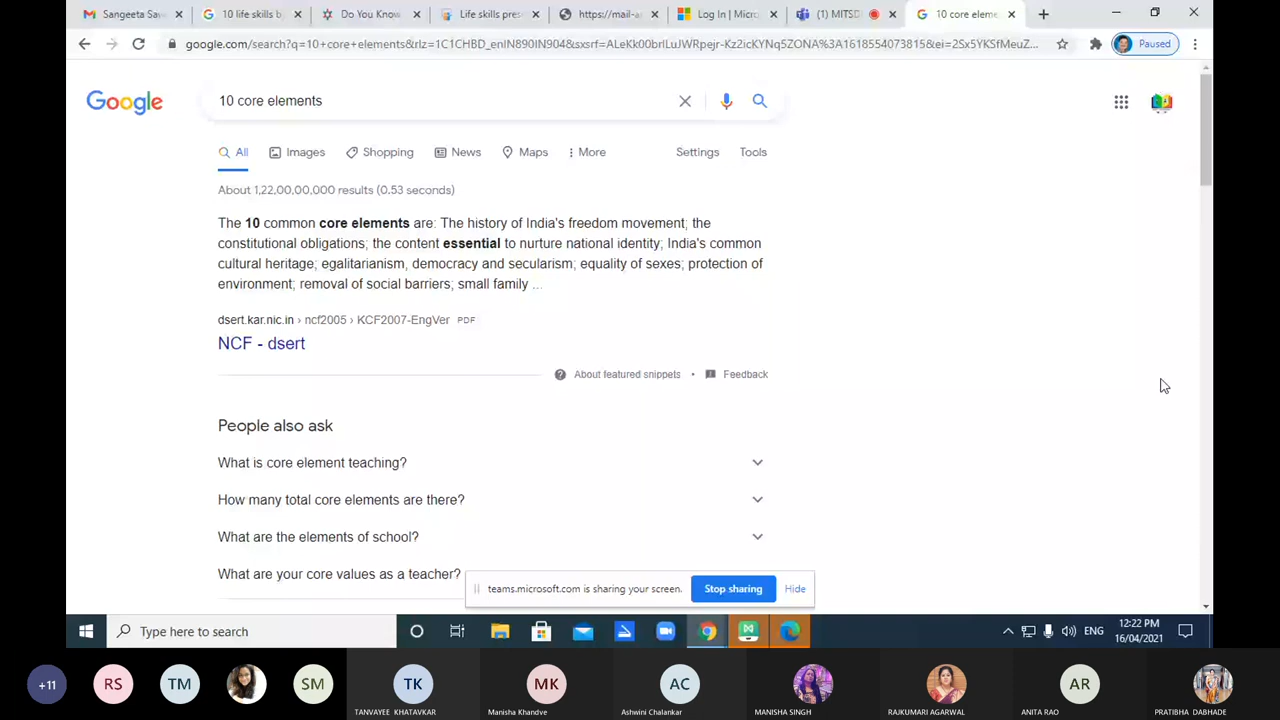 Sangeeta Save
10 life skills b
Do You Know
Life skills pres
https://mail-a
Log In | Micr
(1) MITSD
10 core eleme
google.com/search?q=10+core+elements&rlz=1C1CHBD_enIN890IN904&sxsrf=ALeKk00brlLuJWRpejr-Kz2icKYNq5ZONA%3A1618554073815&ei=2Sx5YKSfMeuZ...
Paused
Google
10 core elements
All
Images
Shopping
News
Maps
More
Settings
Tools
About 1,22,00,00,000 results (0.53 seconds)
The 10 common core elements are: The history of India's freedom movement; the
constitutional obligations; the content essential to nurture national identity; India's common
cultural heritage; egalitarianism, democracy and secularism; equality of sexes; protection of
environment; removal of social barriers; small family ...
dsert.kar.nic.in › ncf2005 › KCF2007-EngVer PDF
NCF - dsert
About featured snippets • Feedback
People also ask
What is core element teaching?
How many total core elements are there?
What are the elements of school?
What are your core values as a teacher?
teams.microsoft.com is sharing your screen.
Stop sharing
Hide
Type here to search
ENG
12:22 PM
16/04/2021
+11
RS
TM
SM
TK
MK
AC
AR
TANVAYEE KHATAVKAR
Manisha Khandve
Ashwini Chalankar
MANISHA SINGH
RAJKUMARI AGARWAL
ANITA RAO
PRATIBHA DABHADE